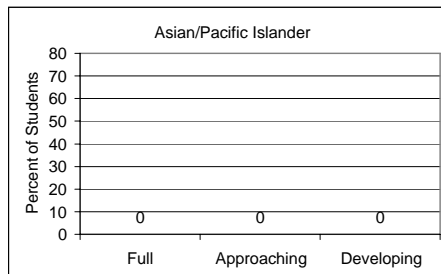 Asian/Pacific Islander
Percent of Students
80
70
60
50
40
30
20
10
0
0 0 0
Full Approaching Developing